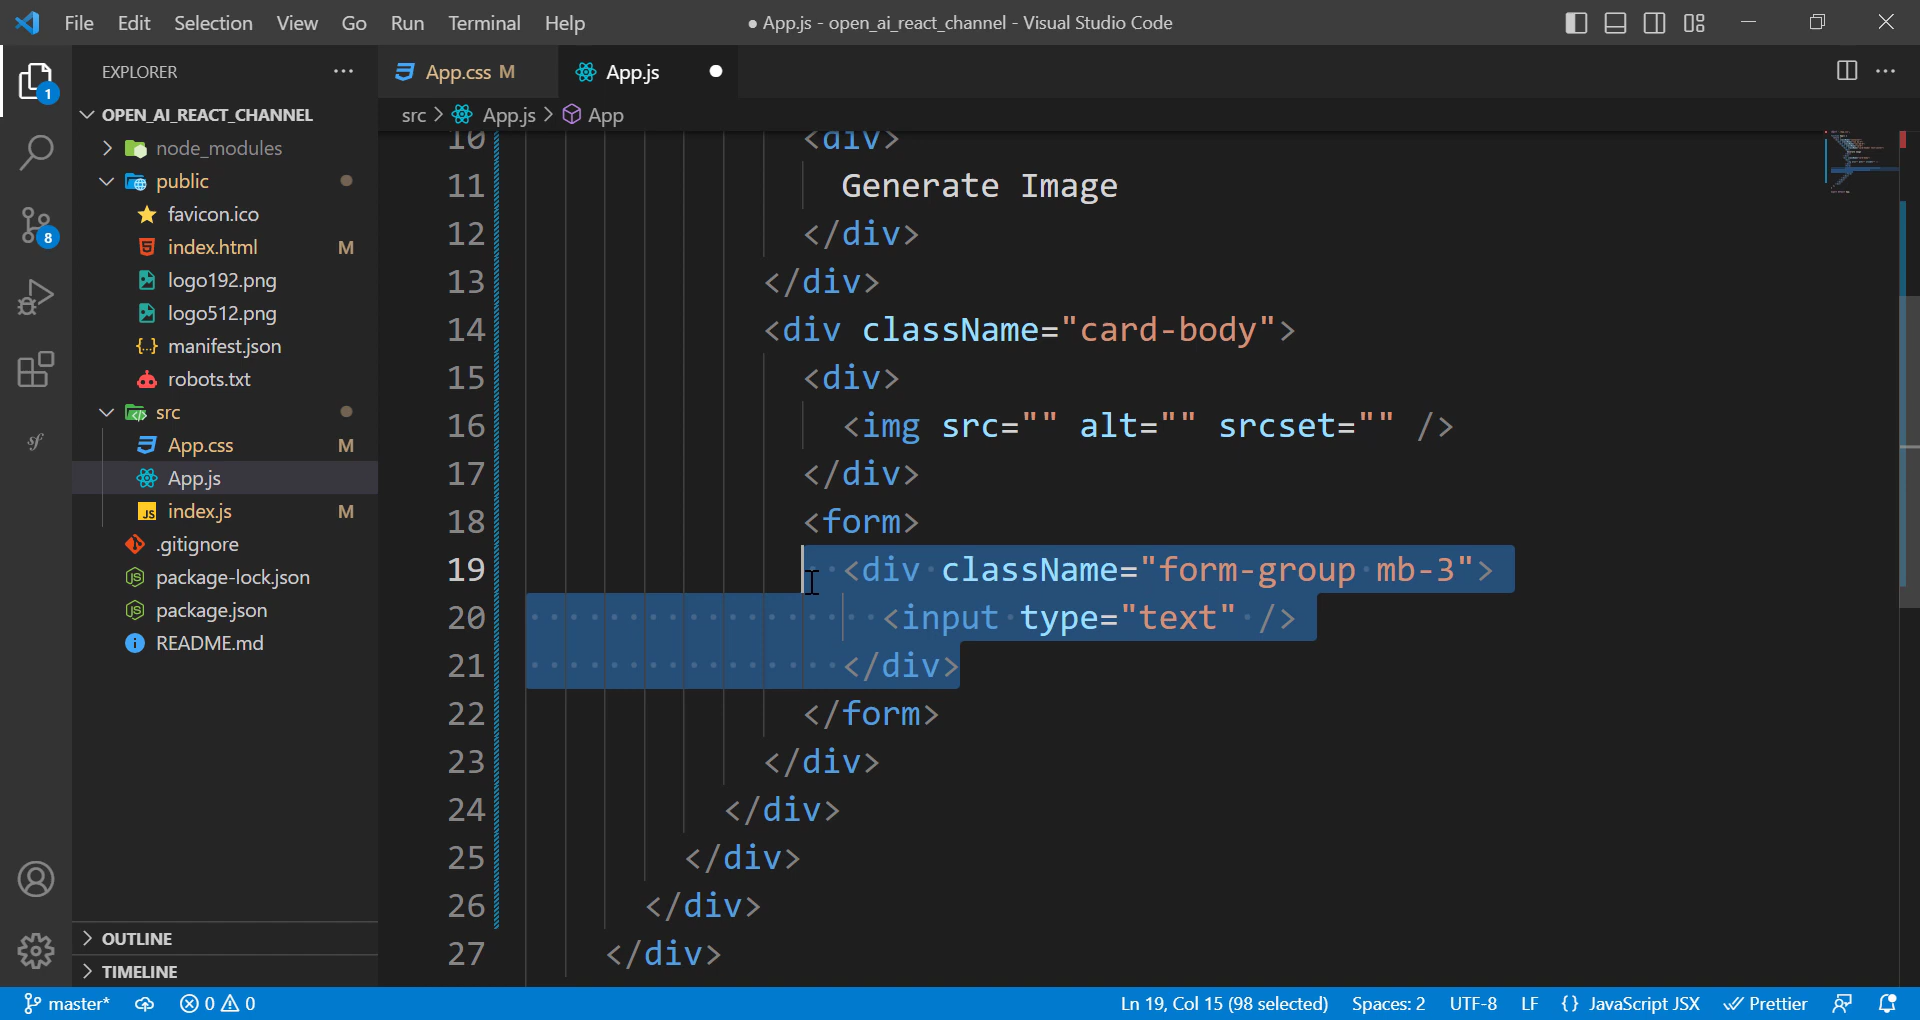 File Edit Selection View Go Run Terminal Help
● App.js - open_ai_react_channel - Visual Studio Code
EXPLORER
App.css M
App.js
src > App.js > App
OPEN_AI_REACT_CHANNEL
node_modules
public
favicon.ico
index.html M
logo192.png
logo512.png
manifest.json
robots.txt
src
App.css M
App.js
index.js M
.gitignore
package-lock.json
package.json
README.md
OUTLINE
TIMELINE
1
8
10 <div>
11 Generate Image
12 </div>
13 </div>
14 <div className="card-body">
15 <div>
16 <img src="" alt="" srcset="" />
17 </div>
18 <form>
19 <div className="form-group mb-3">
20 <input type="text" />
21 </div>
22 </form>
23 </div>
24 </div>
25 </div>
26 </div>
27 </div>
master* 0 0 Ln 19, Col 15 (98 selected) Spaces: 2 UTF-8 LF {} JavaScript JSX Prettier